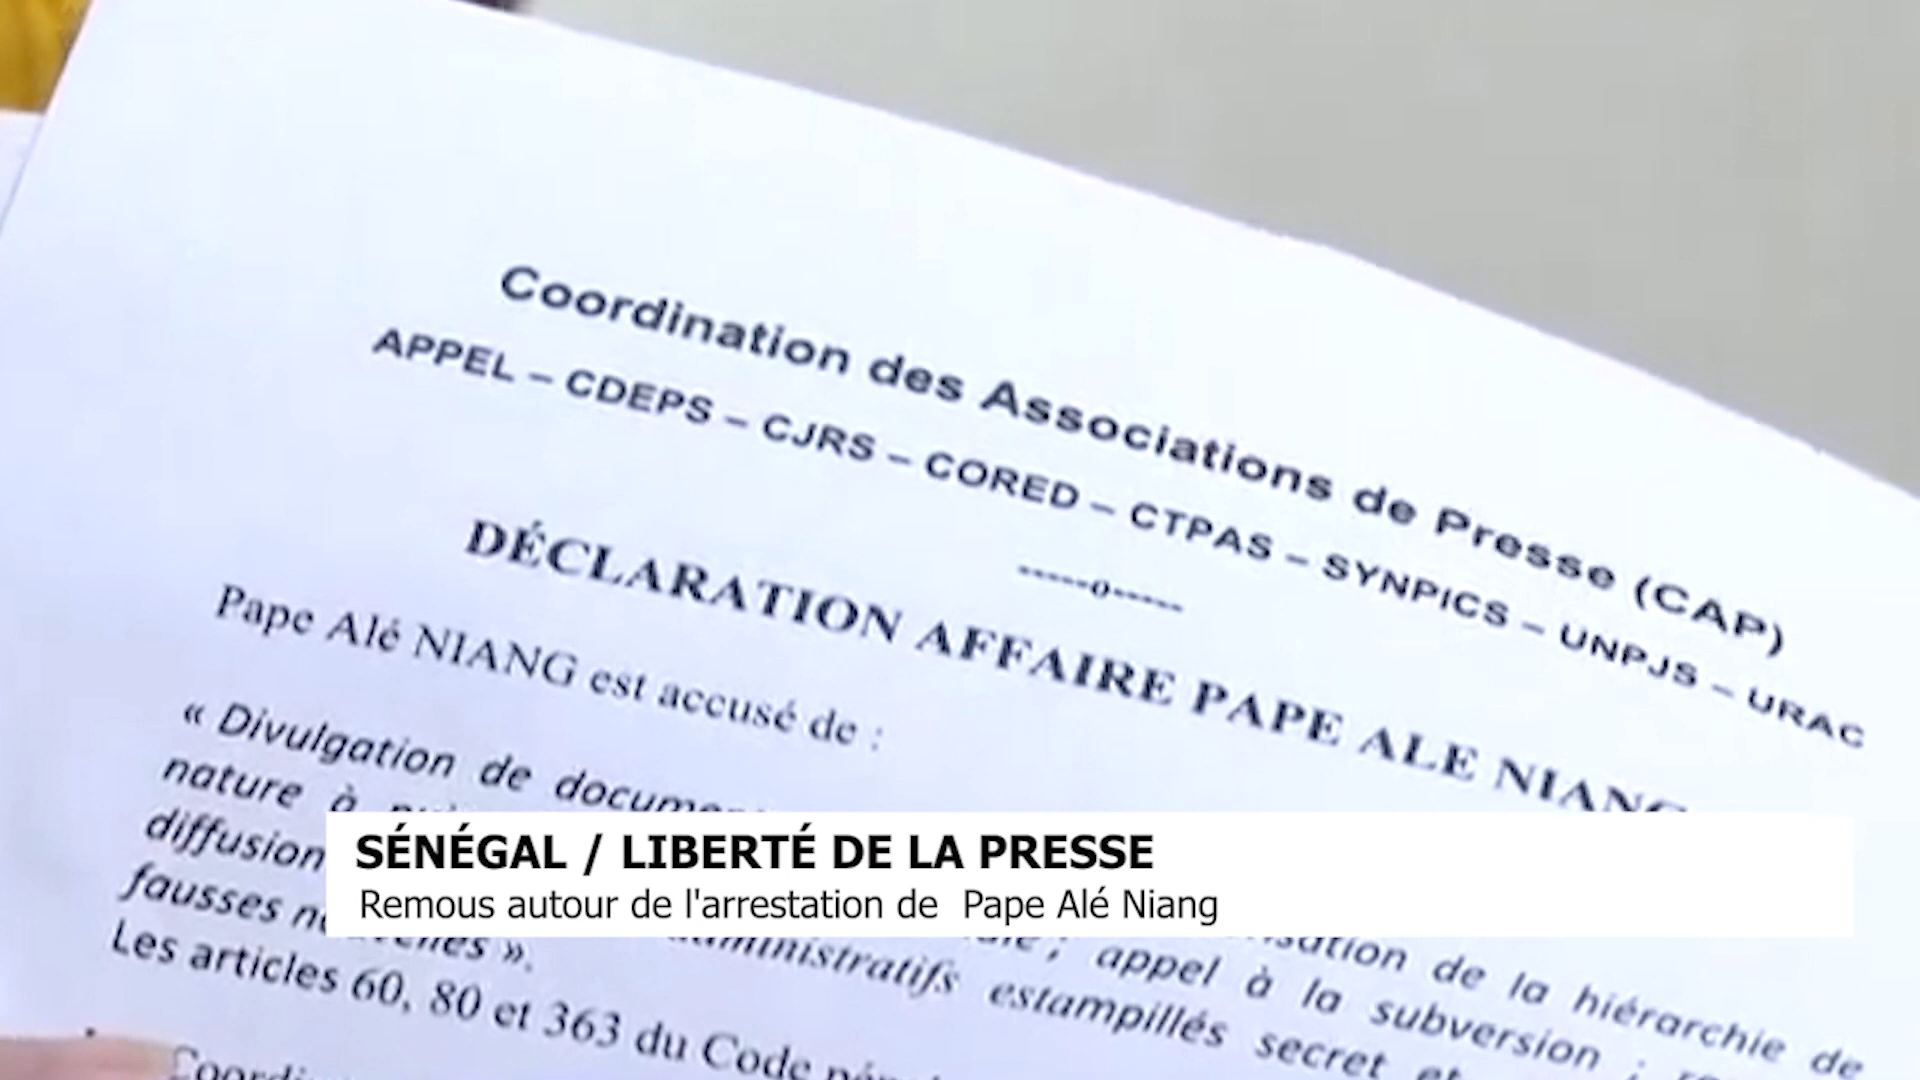 Coordination des Associations de Presse (CAP)
APPEL – CDEPS – CJRS – CORED – CTPAS – SYNPICS – UNPJS – URAC
-----o-----
DÉCLARATION AFFAIRE PAPE ALE NIANG
Pape Alé NIANG est accusé de :
« Divulgation de
nature à
diffusion
fausses
SÉNÉGAL / LIBERTÉ DE LA PRESSE
Remous autour de l'arrestation de Pape Alé Niang
de la hiérarchie de
; appel à la subversion ;
administratifs estampillés secret et
».
Les articles 60, 80 et 363 du Code